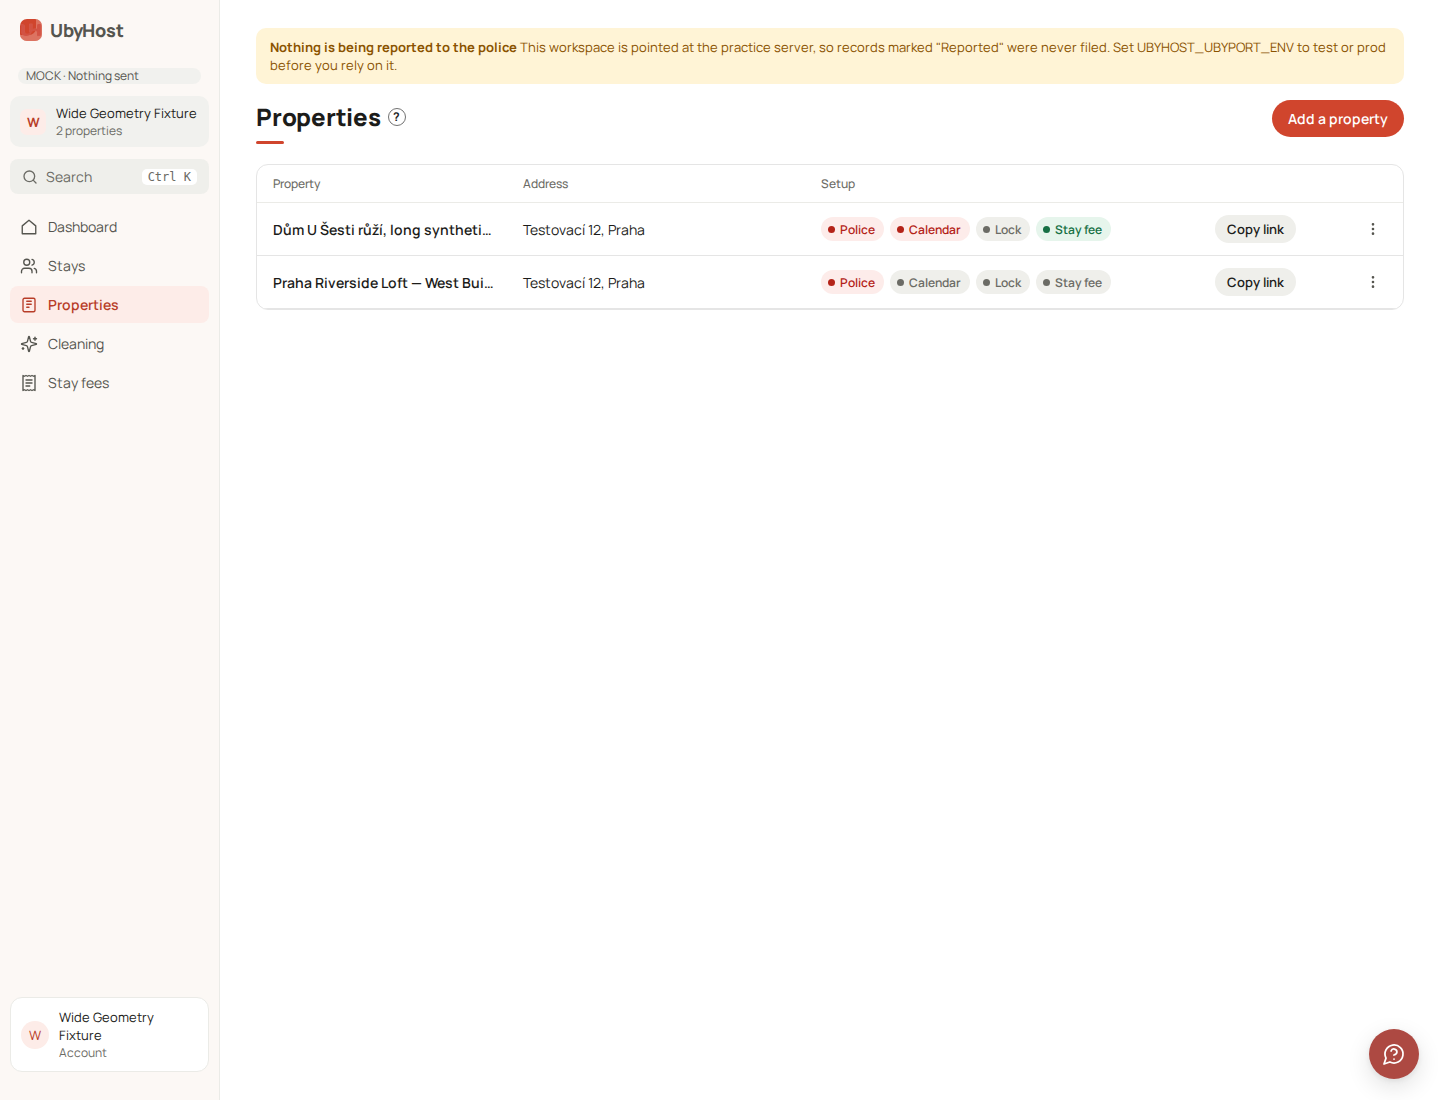 UbyHost
MOCK · Nothing sent
W
Wide Geometry Fixture
2 properties
Search
Ctrl K
Dashboard
Stays
Properties
Cleaning
Stay fees
W
Wide Geometry
Fixture
Account
Nothing is being reported to the police This workspace is pointed at the practice server, so records marked "Reported" were never filed. Set UBYHOST_UBYPORT_ENV to test or prod
before you rely on it.
Properties ?
Add a property
Property Address Setup
Dům U Šesti růží, long syntheti… Testovací 12, Praha Police Calendar Lock Stay fee Copy link
Praha Riverside Loft — West Bui… Testovací 12, Praha Police Calendar Lock Stay fee Copy link